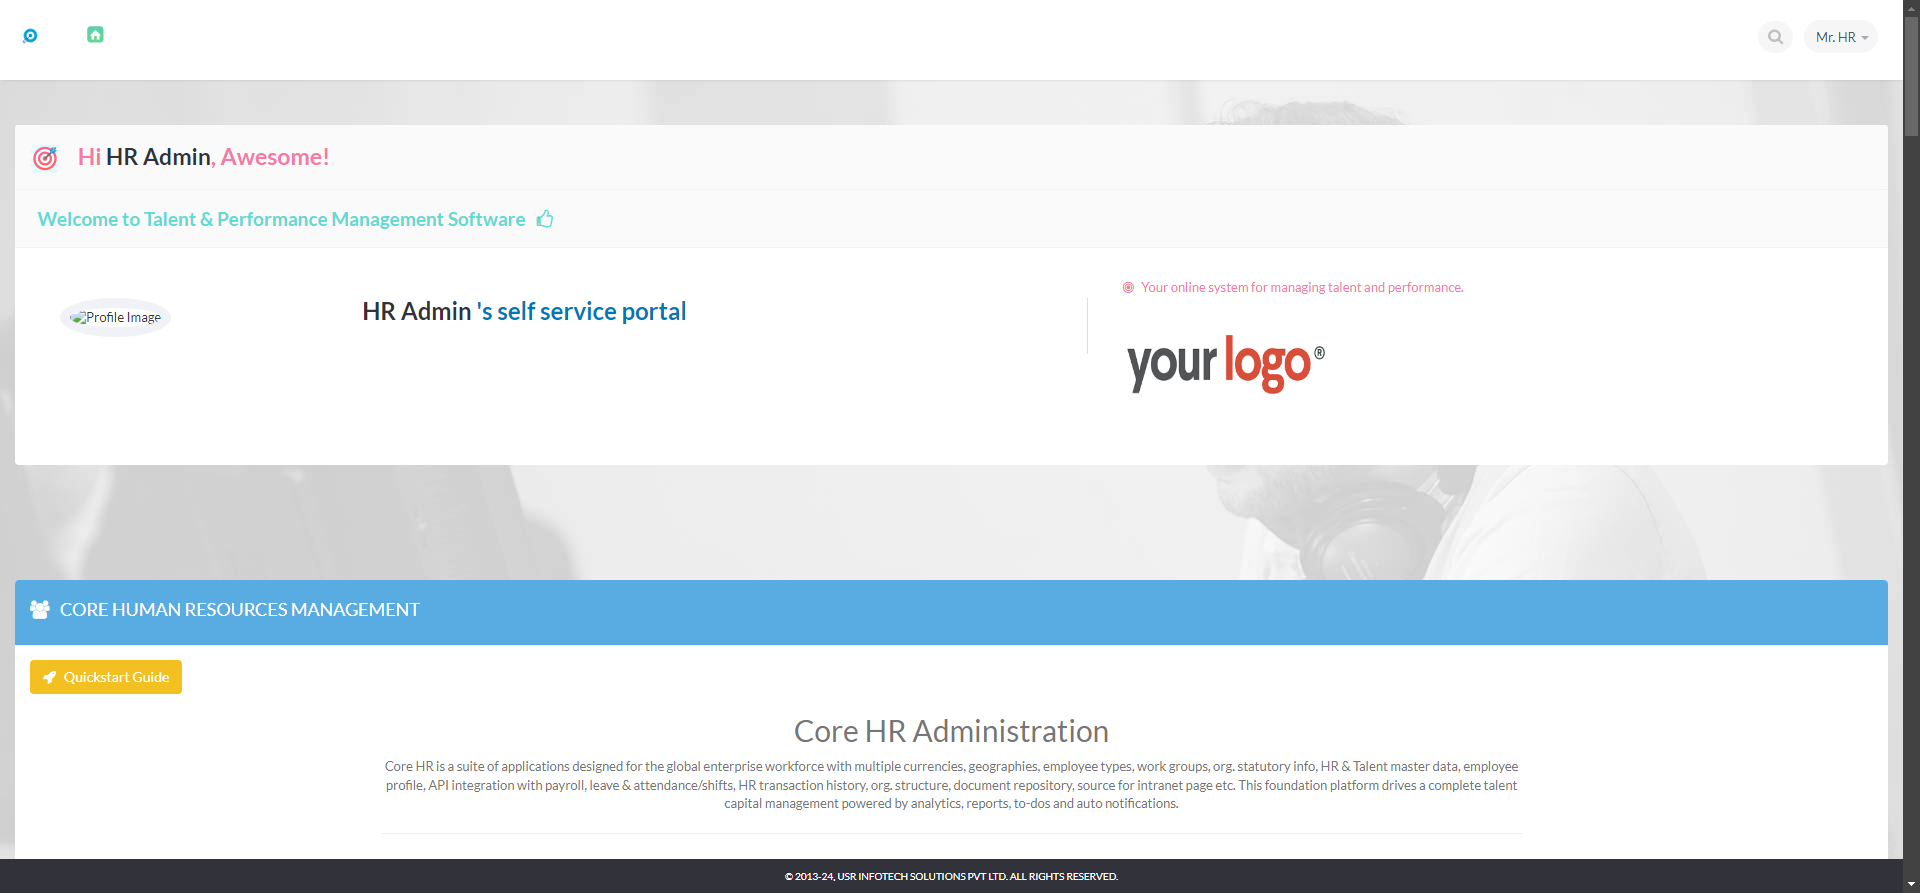 Mr. HR
Hi HR Admin, Awesome!
Welcome to Talent & Performance Management Software
Profile Image
HR Admin 's self service portal
Your online system for managing talent and performance.
your logo®
CORE HUMAN RESOURCES MANAGEMENT
Quickstart Guide
Core HR Administration
Core HR is a suite of applications designed for the global enterprise workforce with multiple currencies, geographies, employee types, work groups, org. statutory info, HR & Talent master data, employee
profile, API integration with payroll, leave & attendance/shifts, HR transaction history, org. structure, document repository, source for intranet page etc. This foundation platform drives a complete talent
capital management powered by analytics, reports, to-dos and auto notifications.
© 2013-24, USR INFOTECH SOLUTIONS PVT LTD. ALL RIGHTS RESERVED.